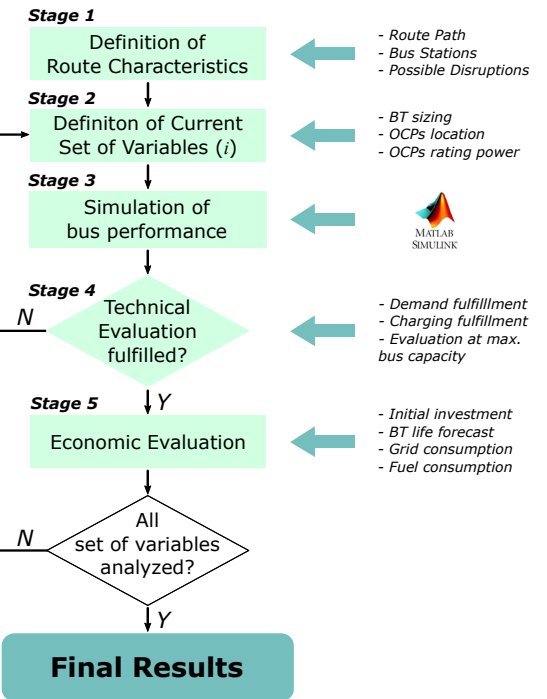 Stage 1
Definition of
Route Characteristics
- Route Path
- Bus Stations
- Possible Disruptions
Stage 2
Definiton of Current
Set of Variables (i)
- BT sizing
- OCPs location
- OCPs rating power
Stage 3
Simulation of
bus performance
MATLAB
SIMULINK
Stage 4
Technical
Evaluation
fulfilled?
N
- Demand fulfilllment
- Charging fulfillment
- Evaluation at max.
bus capacity
Y
Stage 5
Economic Evaluation
- Initial investment
- BT life forecast
- Grid consumption
- Fuel consumption
All
set of variables
analyzed?
N
Y
Final Results